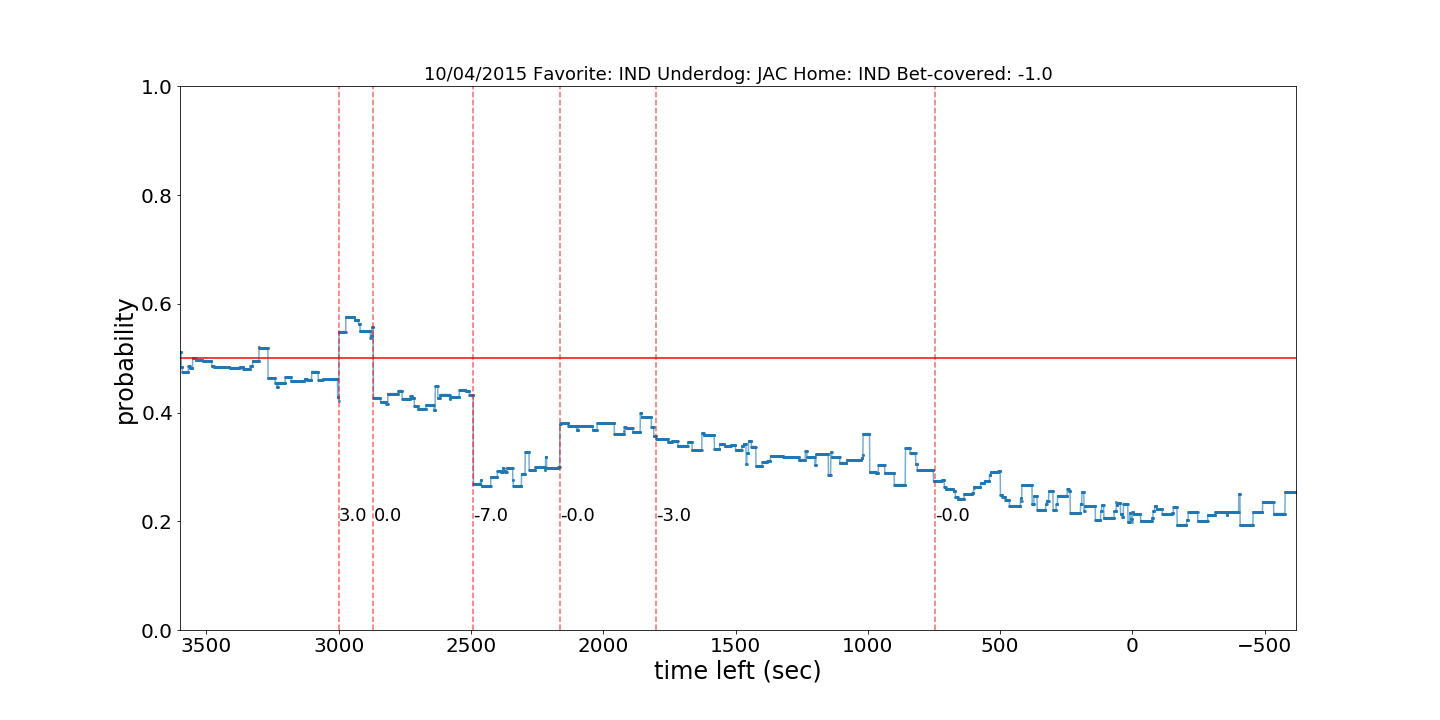 10/04/2015 Favorite: IND Underdog: JAC Home: IND Bet-covered: -1.0
1.0
0.8
0.6
0.4
0.2
0.0
probability
3.0 0.0 -7.0 -0.0 -3.0 -0.0
3500 3000 2500 2000 1500 1000 500 0 −500
time left (sec)